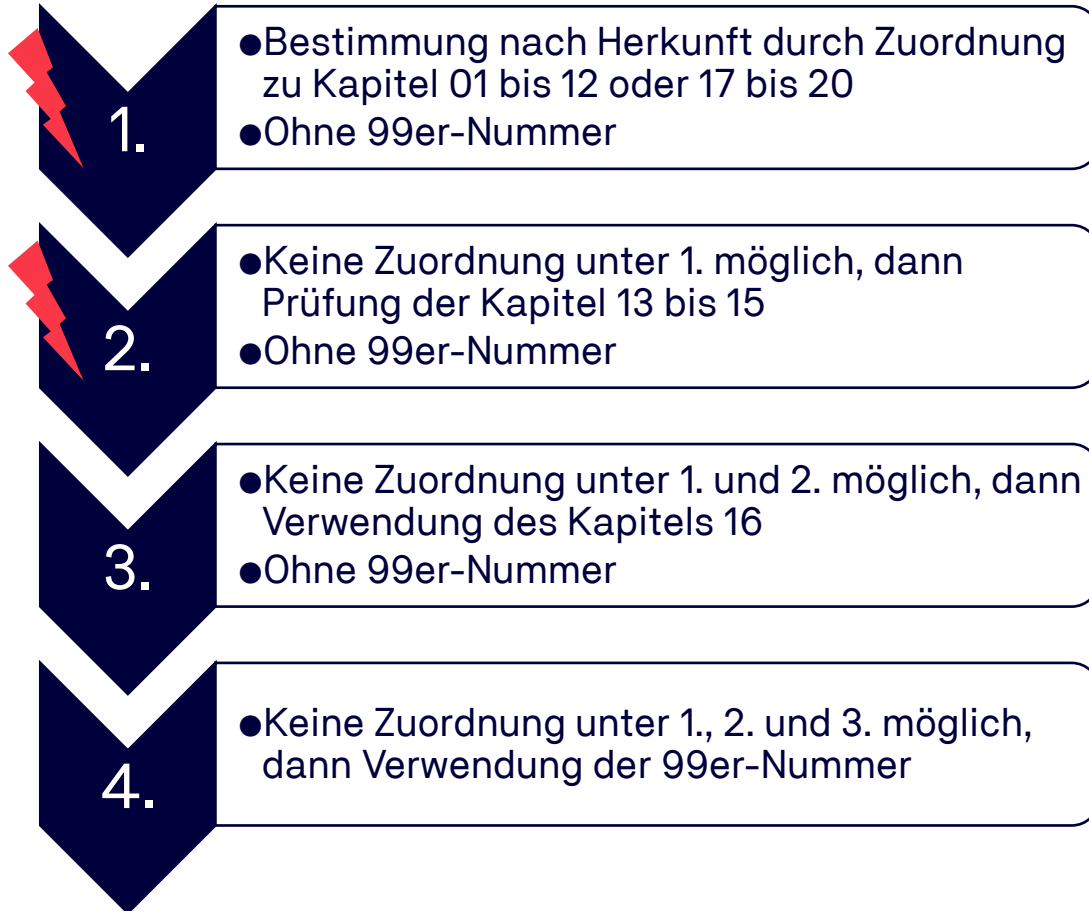 1.
●Bestimmung nach Herkunft durch Zuordnung
zu Kapitel 01 bis 12 oder 17 bis 20
●Ohne 99er-Nummer
2.
●Keine Zuordnung unter 1. möglich, dann
Prüfung der Kapitel 13 bis 15
●Ohne 99er-Nummer
3.
●Keine Zuordnung unter 1. und 2. möglich, dann
Verwendung des Kapitels 16
●Ohne 99er-Nummer
4.
●Keine Zuordnung unter 1., 2. und 3. möglich,
dann Verwendung der 99er-Nummer